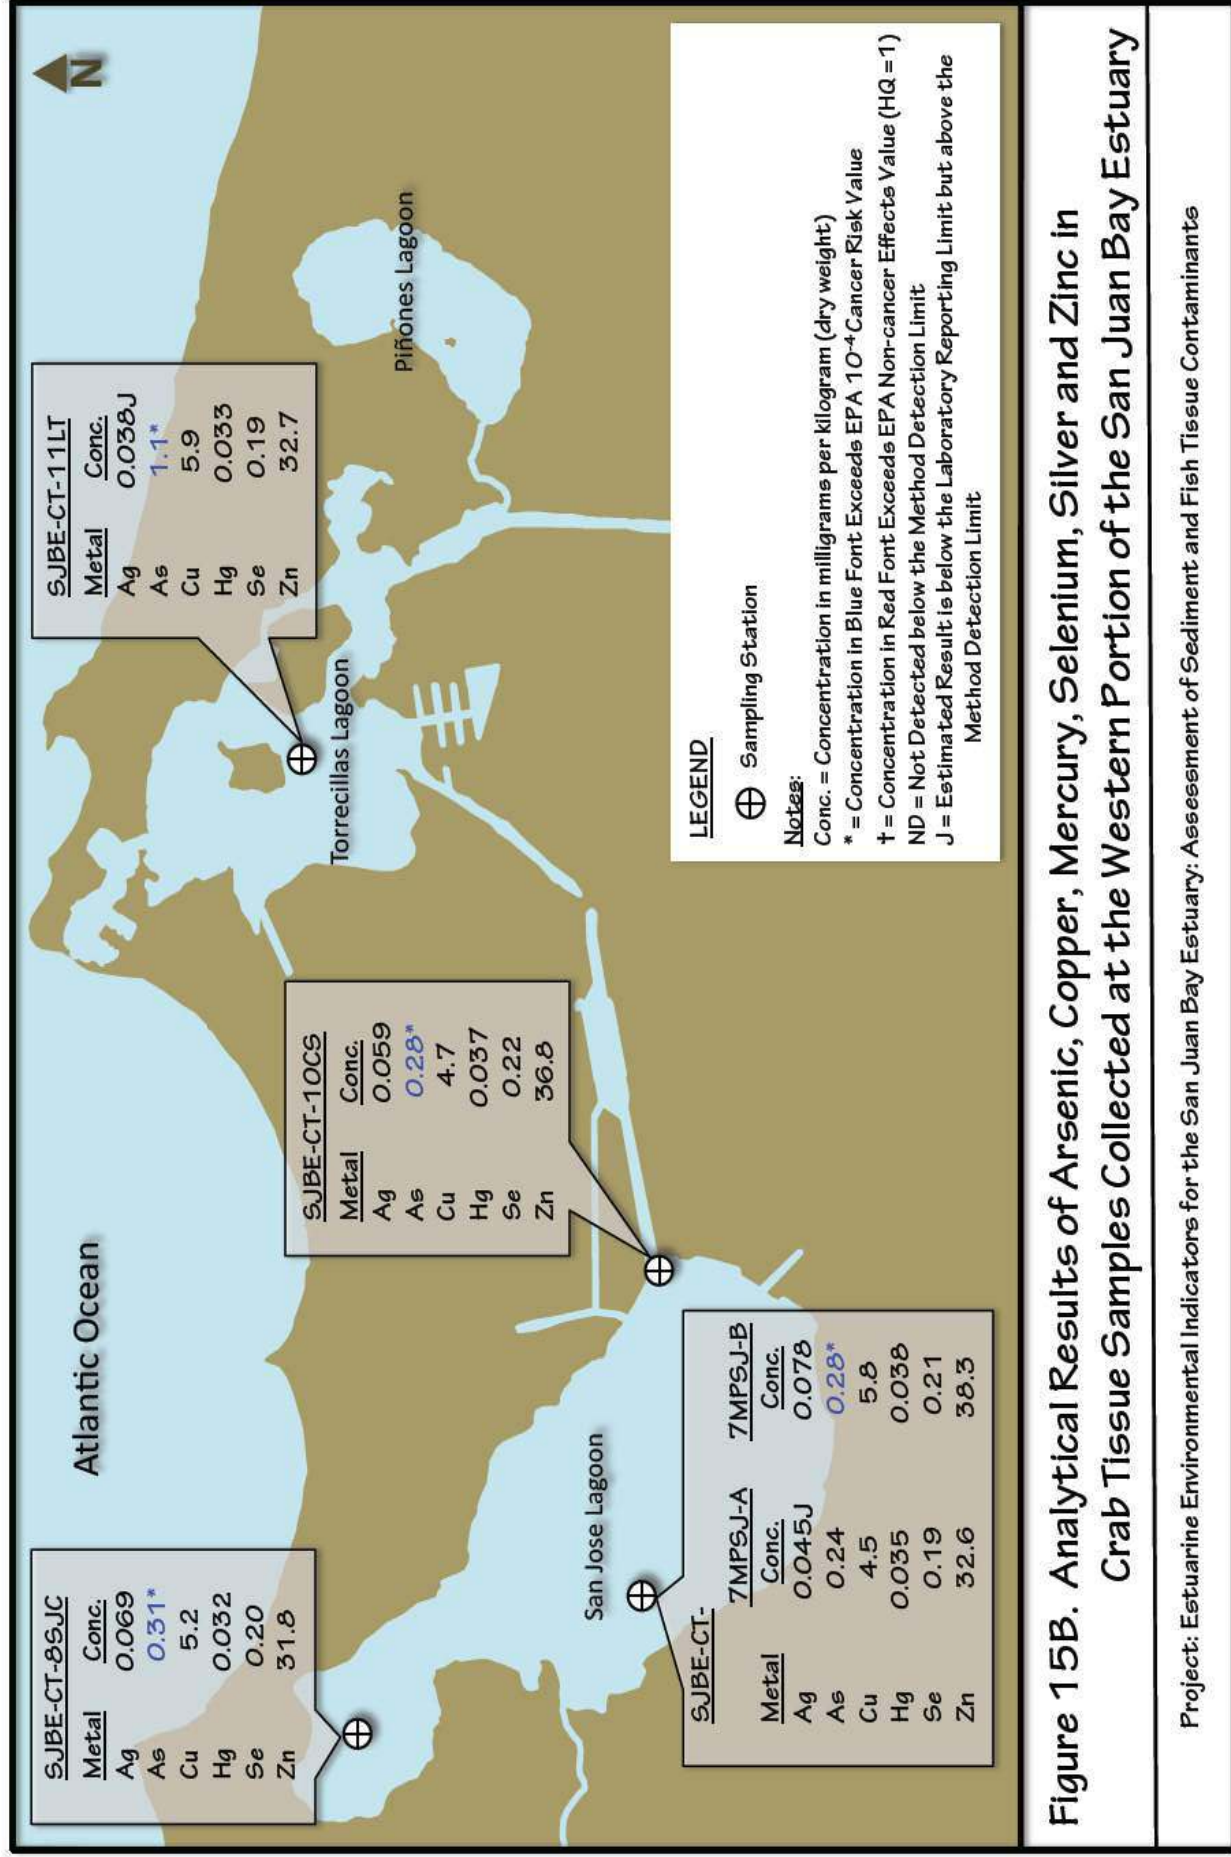 N
Atlantic Ocean
SJBE-CT-8SJC
Metal Conc.
Ag 0.069
As 0.31*
Cu 5.2
Hg 0.032
Se 0.20
Zn 31.8
SJBE-CT-10CS
Metal Conc.
Ag 0.059
As 0.28*
Cu 4.7
Hg 0.037
Se 0.22
Zn 36.8
SJBE-CT-11LT
Metal Conc.
Ag 0.038J
As 1.1*
Cu 5.9
Hg 0.033
Se 0.19
Zn 32.7
Torrecillas Lagoon
Piñones Lagoon
San Jose Lagoon
SJBE-CT-
7MPSJ-A 7MPSJ-B
Metal Conc. Conc.
Ag 0.045J 0.078
As 0.24 0.28*
Cu 4.5 5.8
Hg 0.035 0.038
Se 0.19 0.21
Zn 32.6 38.3
LEGEND
Sampling Station
Notes:
Conc. = Concentration in milligrams per kilogram (dry weight)
* = Concentration in Blue Font Exceeds EPA 10-4 Cancer Risk Value
† = Concentration in Red Font Exceeds EPA Non-cancer Effects Value (HQ = 1)
ND = Not Detected below the Method Detection Limit
J = Estimated Result is below the Laboratory Reporting Limit but above the
Method Detection Limit
Figure 15B. Analytical Results of Arsenic, Copper, Mercury, Selenium, Silver and Zinc in
Crab Tissue Samples Collected at the Western Portion of the San Juan Bay Estuary
Project: Estuarine Environmental Indicators for the San Juan Bay Estuary: Assessment of Sediment and Fish Tissue Contaminants